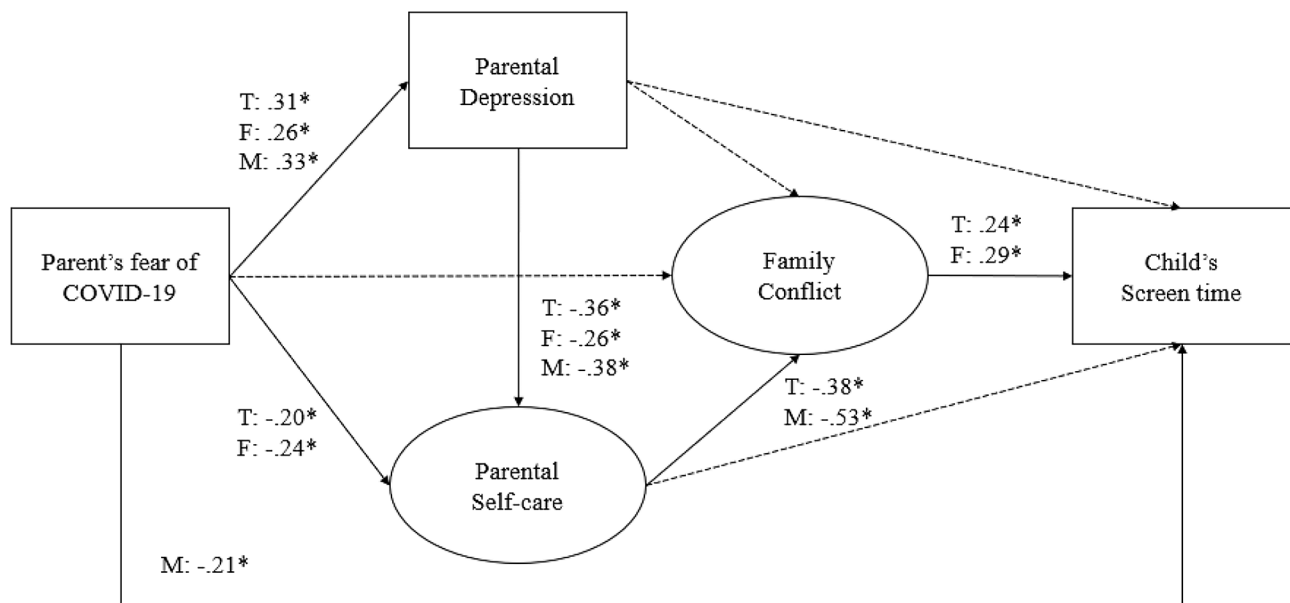 Parental
Depression
T: .31*
F: .26*
M: .33*
Parent's fear of
COVID-19
Family
Conflict
T: .24*
F: .29*
Child's
Screen time
T: -.36*
F: -.26*
M: -.38*
T: -.38*
M: -.53*
T: -.20*
F: -.24*
Parental
Self-care
M: -.21*